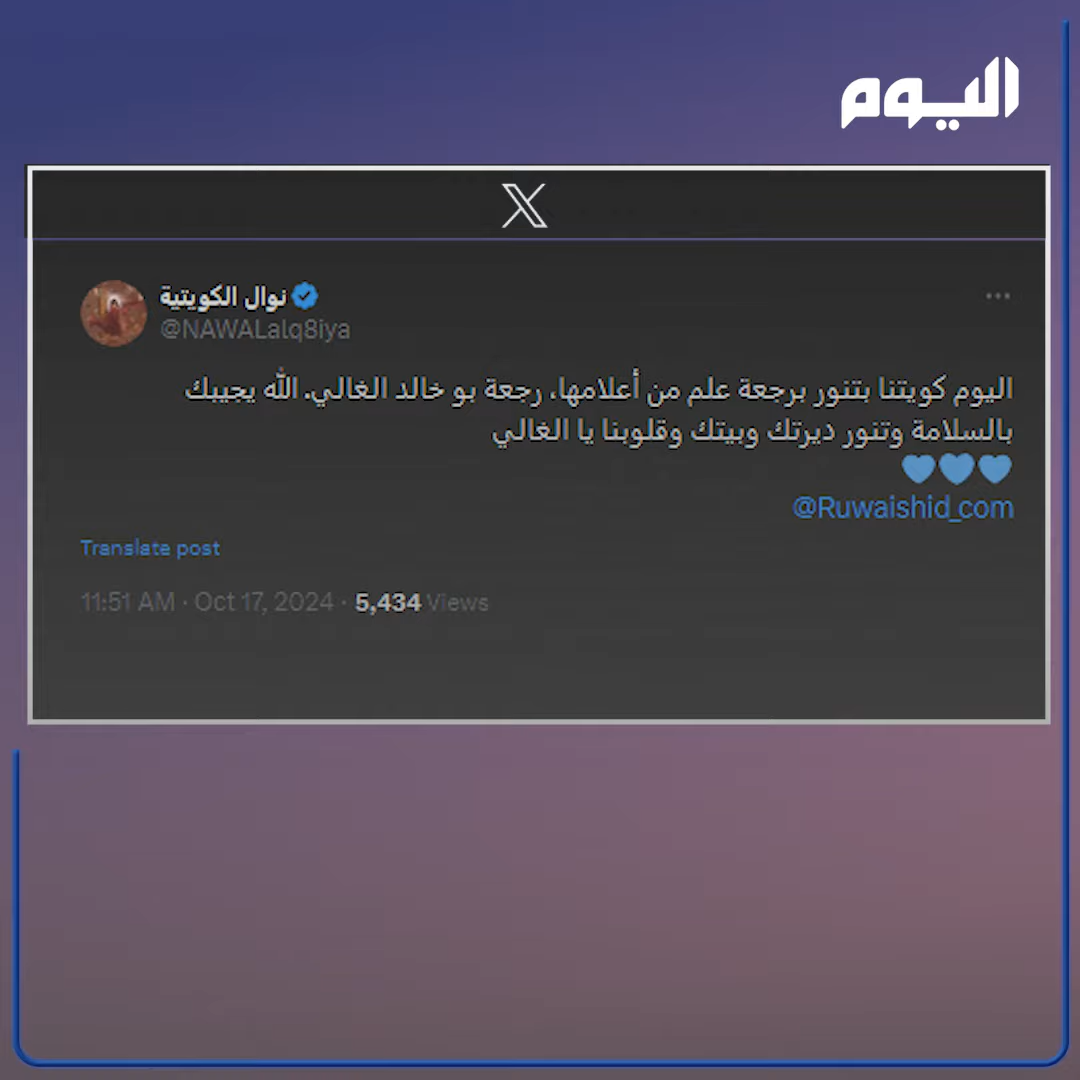 اليوم
X
نوال الكويتية
@NAWALalq8iya
اليوم كويتنا بتنور برجعة علم من أعلامها، رجعة بو خالد الغالي. الله يجيبك
بالسلامة وتنور ديرتك وبيتك وقلوبنا يا الغالي
💙💙💙
@Ruwaishid_com
Translate post
11:51 AM · Oct 17, 2024 · 5,434 Views